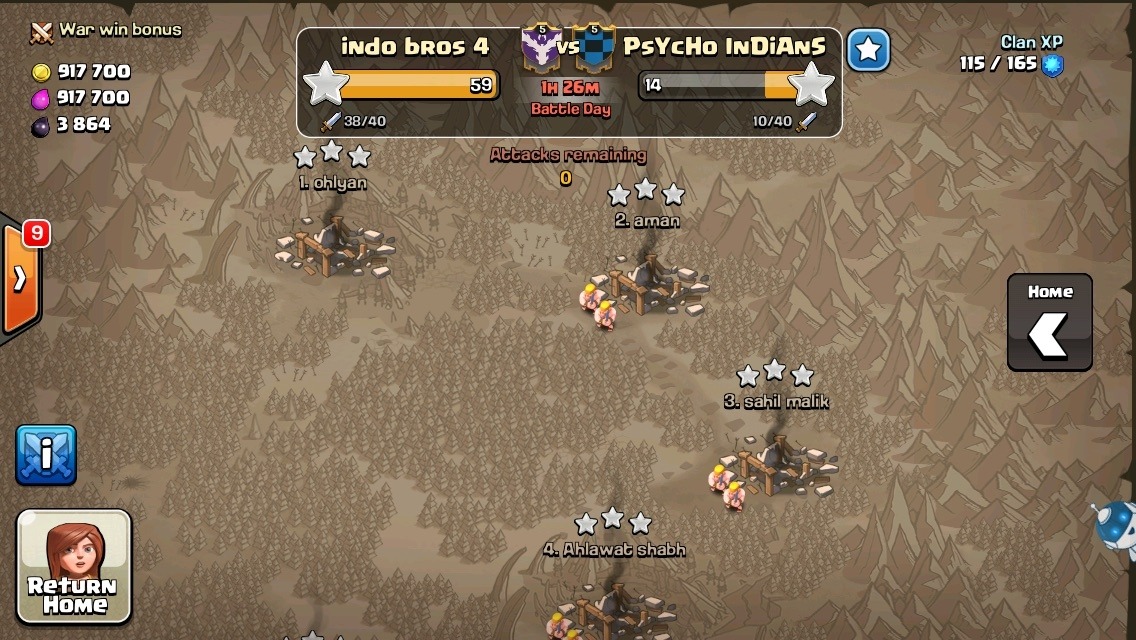 War win bonus
917 700
917 700
3 864
indo bros 4
5
vs
5
PsYcHo InDiAnS
59
1H 26M
14
Battle Day
38/40
10/40
Clan XP
115 / 165
Attacks remaining
0
1. ohlyan
2. aman
9
Home
3. sahil malik
i
4. Ahlawat shabh
Return
Home